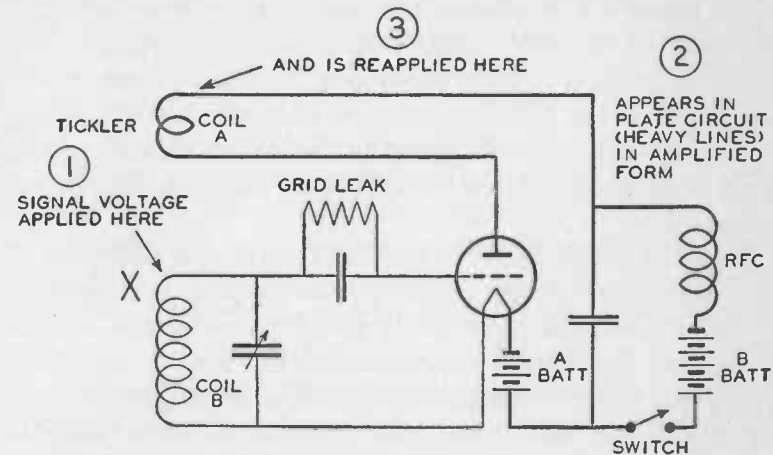 3
AND IS REAPPLIED HERE
2
APPEARS IN
PLATE CIRCUIT
(HEAVY LINES)
IN AMPLIFIED
FORM
TICKLER
COIL
A
1
SIGNAL VOLTAGE
APPLIED HERE
GRID LEAK
X
RFC
COIL
B
A
BATT
B
BATT
SWITCH